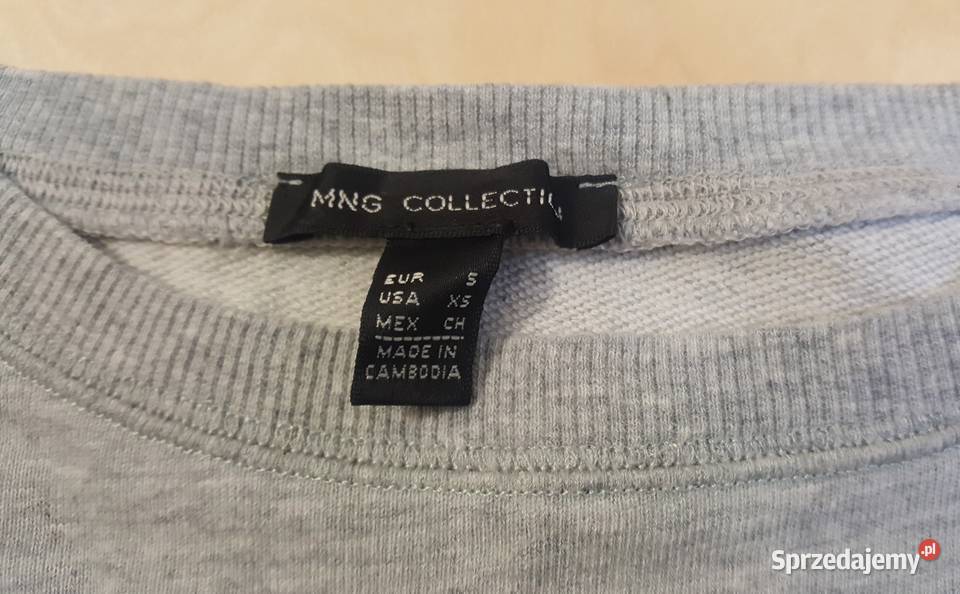 MNG COLLECTI
EUR S
USA XS
MEX CH
MADE IN
CAMBODIA
Sprzedajemy.pl